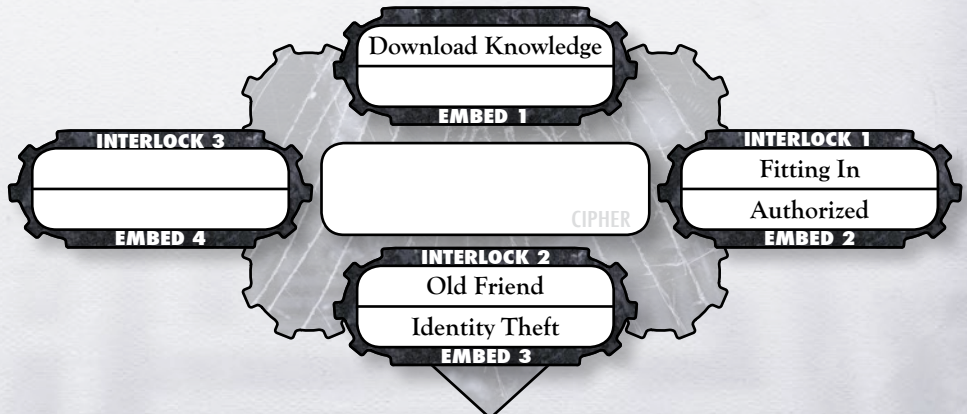 Download Knowledge
EMBED 1
INTERLOCK 3
EMBED 4
CIPHER
INTERLOCK 1
Fitting In
Authorized
EMBED 2
INTERLOCK 2
Old Friend
Identity Theft
EMBED 3